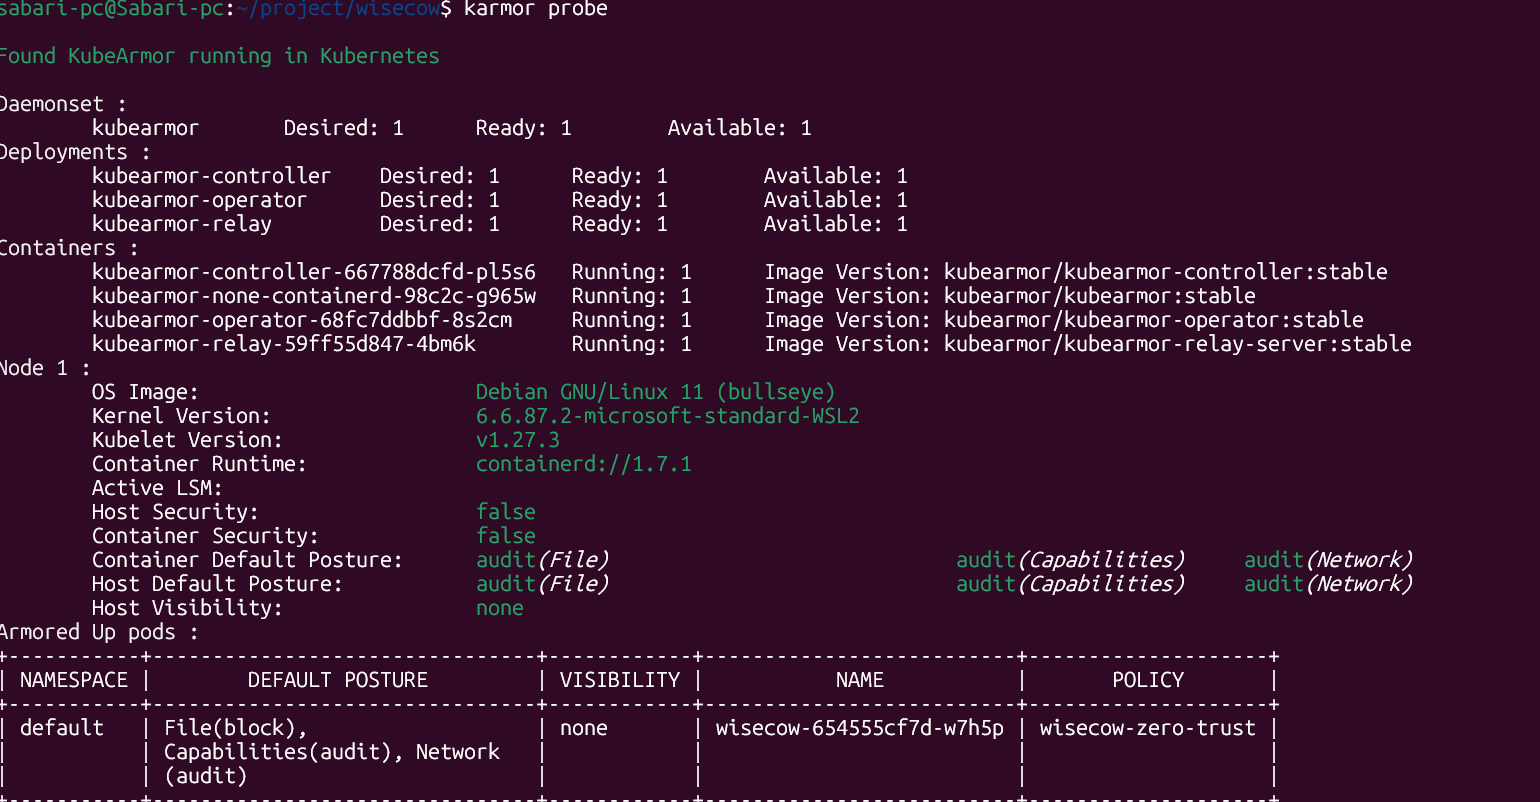 sabari-pc@Sabari-pc:~/project/wisecow$ karmor probe
Found KubeArmor running in Kubernetes
Daemonset :
kubearmor Desired: 1 Ready: 1 Available: 1
Deployments :
kubearmor-controller Desired: 1 Ready: 1 Available: 1
kubearmor-operator Desired: 1 Ready: 1 Available: 1
kubearmor-relay Desired: 1 Ready: 1 Available: 1
Containers :
kubearmor-controller-667788dcfd-pl5s6 Running: 1 Image Version: kubearmor/kubearmor-controller:stable
kubearmor-none-containerd-98c2c-g965w Running: 1 Image Version: kubearmor/kubearmor:stable
kubearmor-operator-68fc7ddbbf-8s2cm Running: 1 Image Version: kubearmor/kubearmor-operator:stable
kubearmor-relay-59ff55d847-4bm6k Running: 1 Image Version: kubearmor/kubearmor-relay-server:stable
Node 1 :
OS Image: Debian GNU/Linux 11 (bullseye)
Kernel Version: 6.6.87.2-microsoft-standard-WSL2
Kubelet Version: v1.27.3
Container Runtime: containerd://1.7.1
Active LSM:
Host Security: false
Container Security: false
Container Default Posture: audit(File) audit(Capabilities) audit(Network)
Host Default Posture: audit(File) audit(Capabilities) audit(Network)
Host Visibility: none
Armored Up pods :
+-----------+--------------------------------+------------+--------------------------+--------------------+
| NAMESPACE | DEFAULT POSTURE | VISIBILITY | NAME | POLICY |
+-----------+--------------------------------+------------+--------------------------+--------------------+
| default | File(block), | none | wisecow-654555cf7d-w7h5p | wisecow-zero-trust |
| | Capabilities(audit), Network | | | |
| | (audit) | | | |
+-----------+--------------------------------+------------+--------------------------+--------------------+